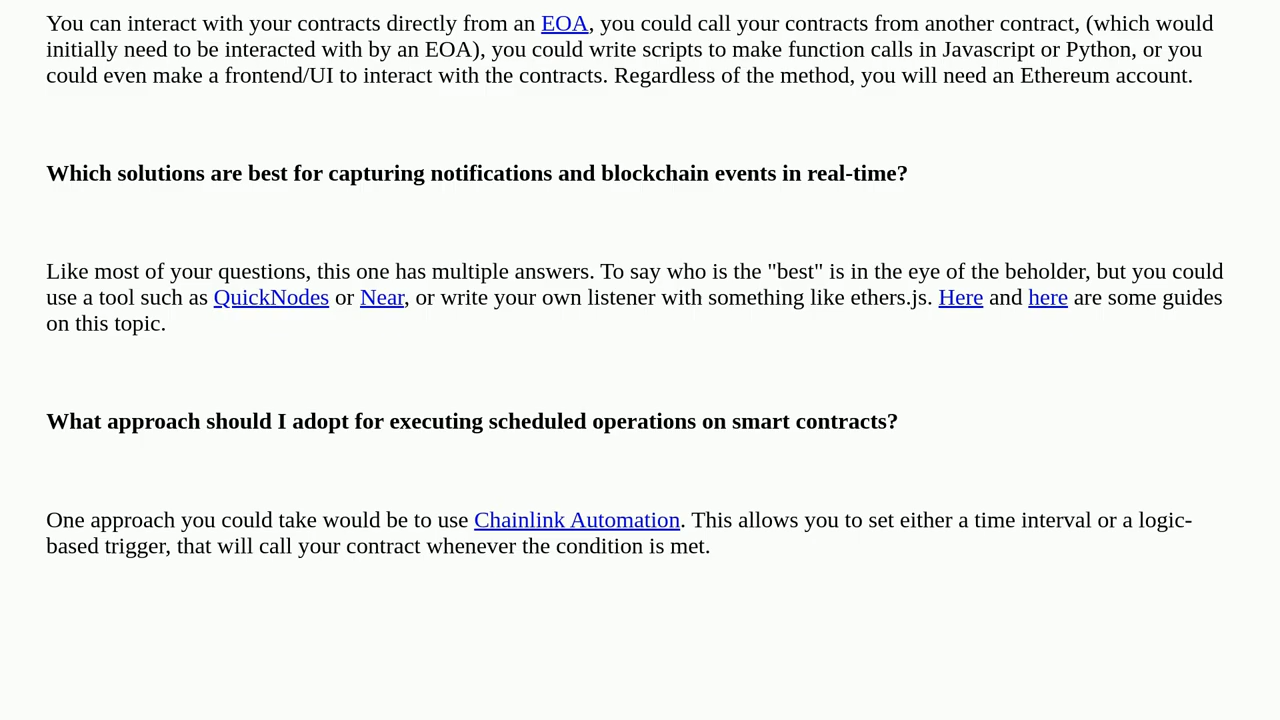 You can interact with your contracts directly from an EOA, you could call your contracts from another contract, (which would
initially need to be interacted with by an EOA), you could write scripts to make function calls in Javascript or Python, or you
could even make a frontend/UI to interact with the contracts. Regardless of the method, you will need an Ethereum account.
Which solutions are best for capturing notifications and blockchain events in real-time?
Like most of your questions, this one has multiple answers. To say who is the "best" is in the eye of the beholder, but you could
use a tool such as QuickNodes or Near, or write your own listener with something like ethers.js. Here and here are some guides
on this topic.
What approach should I adopt for executing scheduled operations on smart contracts?
One approach you could take would be to use Chainlink Automation. This allows you to set either a time interval or a logic-
based trigger, that will call your contract whenever the condition is met.